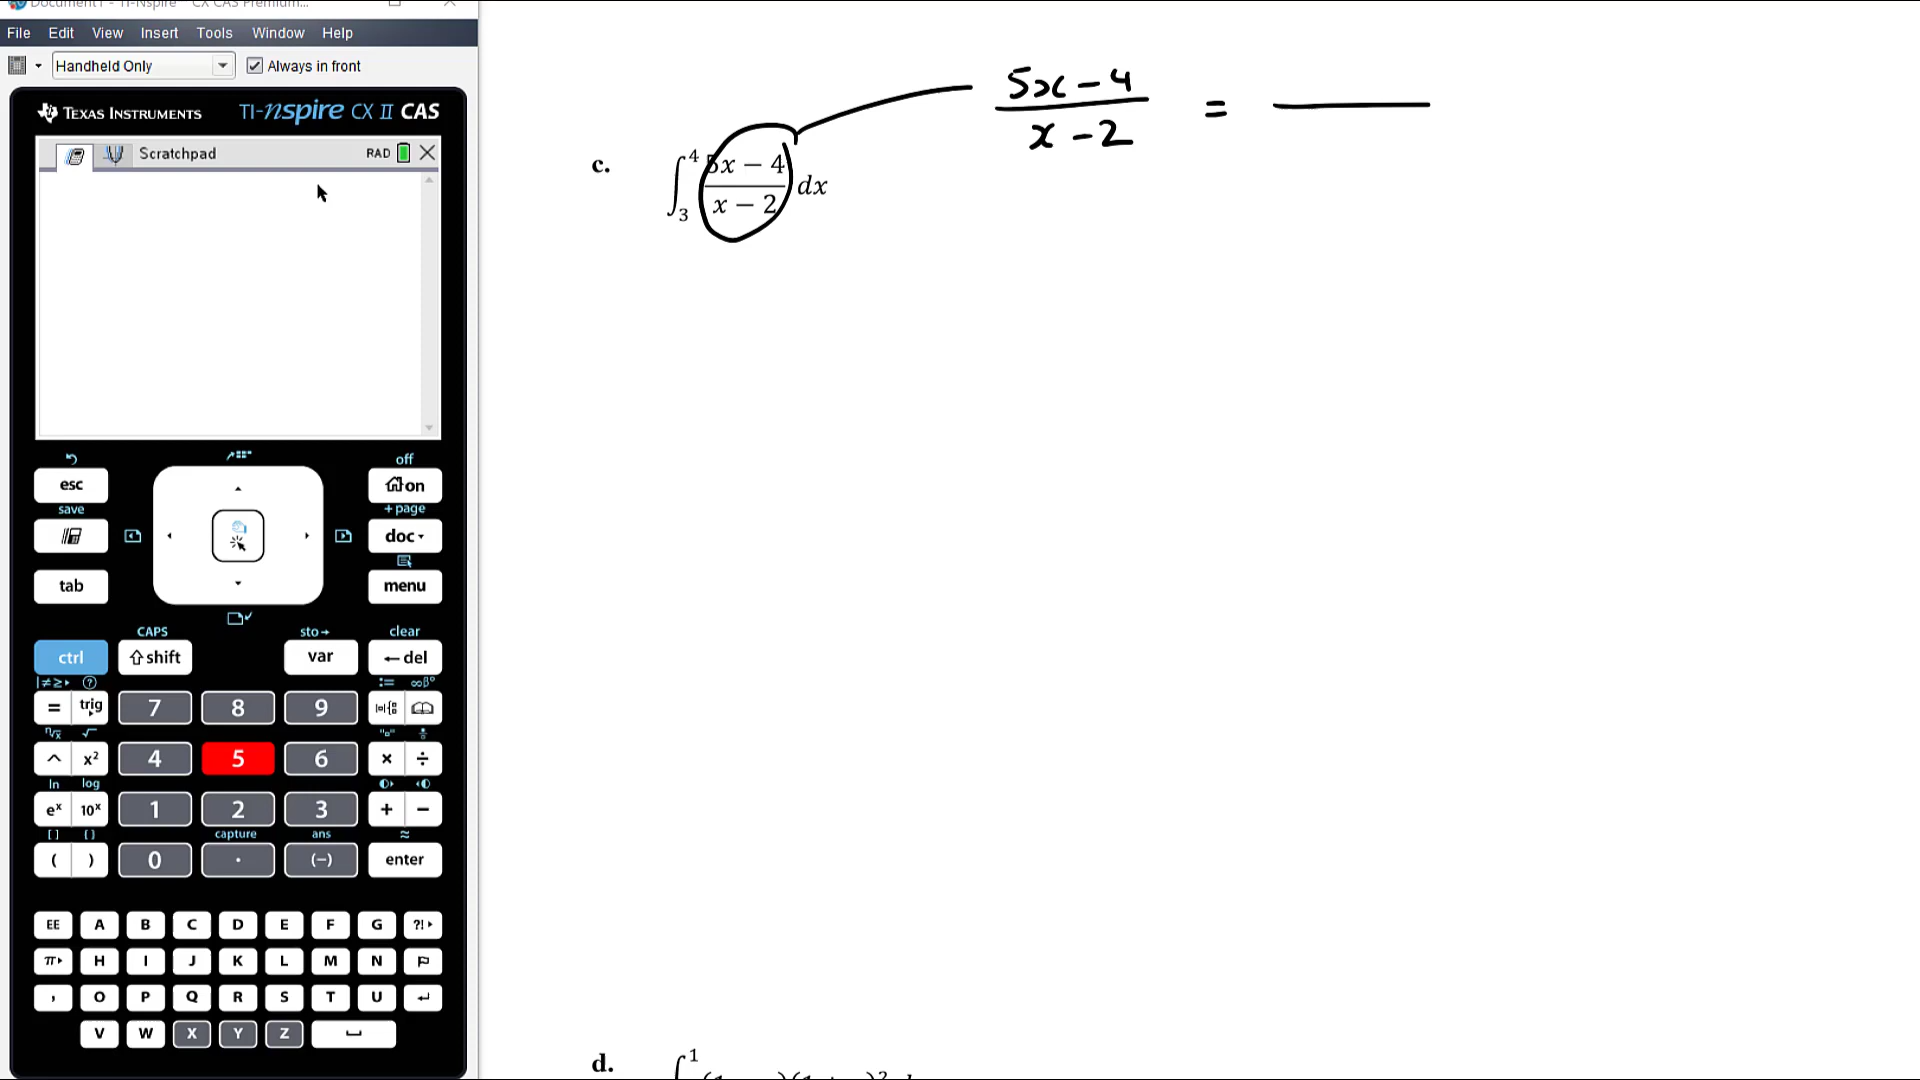 Document1 - TI-Nspire CX CAS Premium...
File Edit View Insert Tools Window Help
Handheld Only Always in front
TEXAS INSTRUMENTS TI-nspire CX II CAS
Scratchpad RAD
off
esc on
save + page
doc
tab menu
CAPS sto→ clear
ctrl ⇧shift var ←del
|≠≥▸ ? := ∞β°
= trig 7 8 9
ⁿ√x √
^ x² 4 5 6 × ÷
ln log
eˣ 10ˣ 1 2 3 + −
[ ] { } capture ans ≈
( ) 0 . (−) enter
EE A B C D E F G ?!▸
π▸ H I J K L M N
, O P Q R S T U ↵
V W X Y Z
5x − 4 / x − 2 =
c. ∫₃⁴ 5x − 4 / x − 2 dx
d. ∫ 1